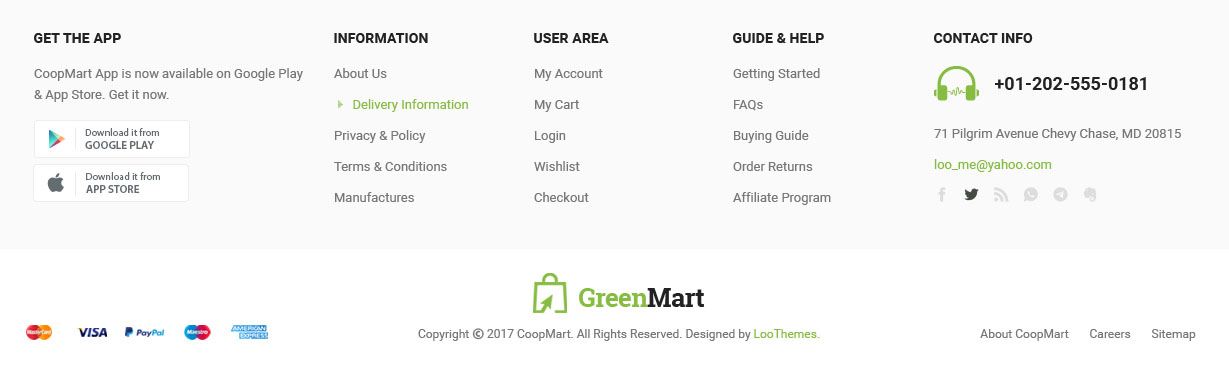 GET THE APP
CoopMart App is now available on Google Play
& App Store. Get it now.
Download it from
GOOGLE PLAY
Download it from
APP STORE
INFORMATION
About Us
Delivery Information
Privacy & Policy
Terms & Conditions
Manufactures
USER AREA
My Account
My Cart
Login
Wishlist
Checkout
GUIDE & HELP
Getting Started
FAQs
Buying Guide
Order Returns
Affiliate Program
CONTACT INFO
+01-202-555-0181
71 Pilgrim Avenue Chevy Chase, MD 20815
loo_me@yahoo.com
GreenMart
MasterCard
VISA
PayPal
Maestro
AMERICAN
EXPRESS
Copyright © 2017 CoopMart. All Rights Reserved. Designed by LooThemes.
About CoopMart Careers Sitemap